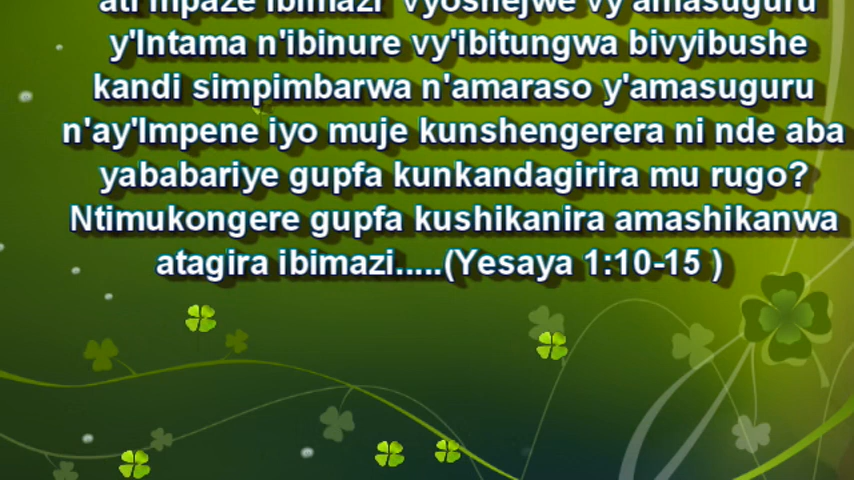 ati mpaze ibimazi vyoshejwe vy'amasuguru
y'Intama n'ibinure vy'ibitungwa bivyibushe
kandi simpimbarwa n'amaraso y'amasuguru
n'ay'Impene iyo muje kunshengerera ni nde aba
yababariye gupfa kunkandagirira mu rugo?
Ntimukongere gupfa kushikanira amashikanwa
atagira ibimazi.....(Yesaya 1:10-15 )